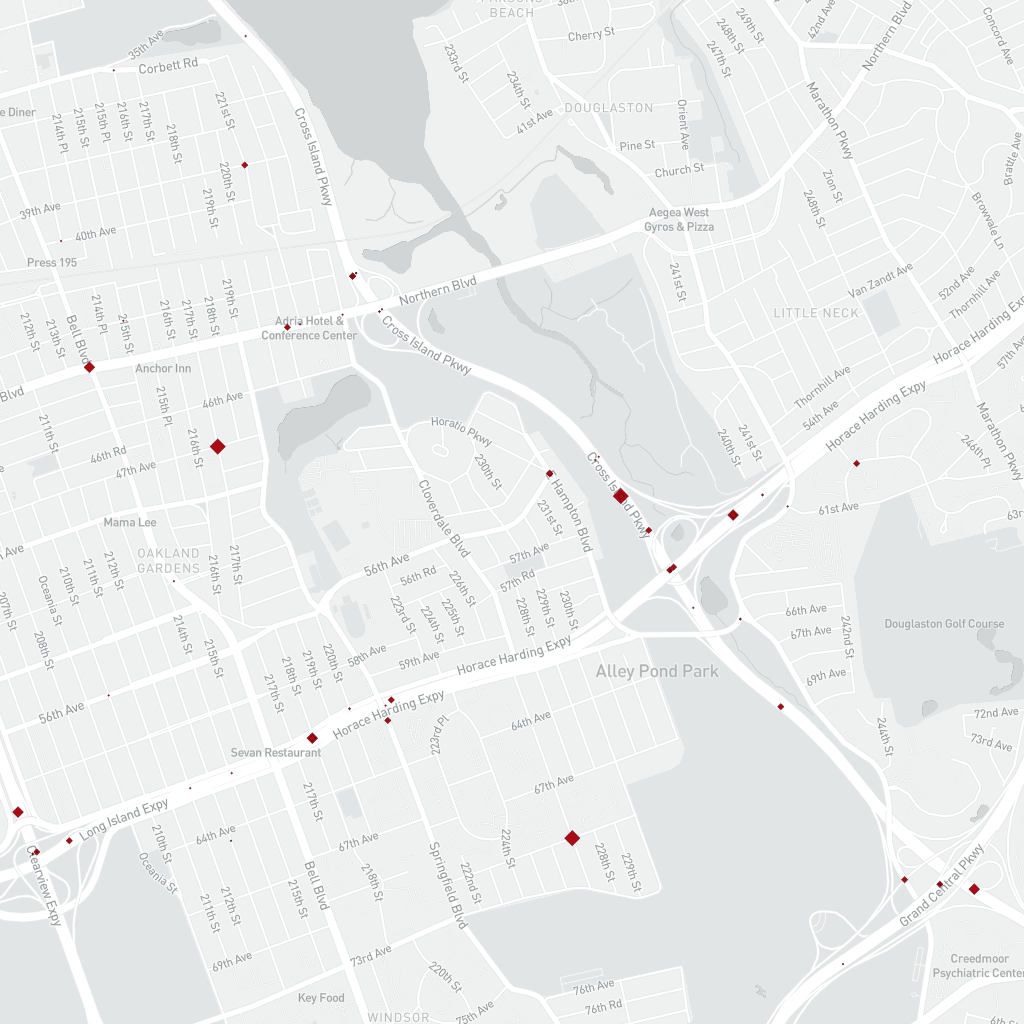 PARSONS
BEACH
Cherry St
249th St
248th St
247th St
42nd Ave
Northern Blvd
Concord Ave
35th Ave
Corbett Rd
233rd St
234th St
41st Ave
DOUGLASTON
Orient Ave
Marathon Pkwy
e Diner
214th Pl
215th St
215th Pl
216th St
217th St
218th St
221st St
220th St
219th St
Cross Island Pkwy
Pine St
Church St
Zion St
248th St
Brattle Ave
Browvale Ln
39th Ave
40th Ave
Aegea West
Gyros & Pizza
Press 195
Northern Blvd
241st St
Van Zandt Ave
52nd Ave
Thornhill Ave
LITTLE NECK
212th St
213th St
Bell Blvd
214th Pl
215th St
216th St
217th St
218th St
219th St
Adria Hotel &
Conference Center
Cross Island Pkwy
Horace Harding Exp
57th Ave
Anchor Inn
Blvd
46th Ave
215th Pl
216th St
211th St
46th Rd
47th Ave
Horatio Pkwy
230th St
231st St
Hampton Blvd
Cross Island Pkwy
240th St
241st St
Thornhill Ave
54th Ave
Horace Harding Expy
246th Pl
Marathon Pkwy
61st Ave
63r
Mama Lee
OAKLAND
GARDENS
n Ave
Cloverdale Blvd
56th Ave
56th Rd
57th Ave
57th Rd
207th St
208th St
Oceania St
210th St
211th St
212th St
214th St
215th St
216th St
217th St
223rd St
224th St
225th St
226th St
228th St
229th St
230th St
66th Ave
67th Ave
69th Ave
242nd St
Douglaston Golf Course
58th Ave
59th Ave
Horace Harding Expy
Alley Pond Park
217th St
218th St
219th St
220th St
56th Ave
Horace Harding Expy
223rd Pl
64th Ave
72nd Ave
73rd Ave
244th St
Sevan Restaurant
67th Ave
Long Island Expy
217th St
64th Ave
67th Ave
Clearview Expy
210th St
Oceania St
211th St
212th St
215th St
Bell Blvd
218th St
Springfield Blvd
222nd St
224th St
228th St
229th St
Grand Central Pkwy
69th Ave
73rd Ave
220th St
Key Food
WINDSOR
75th Ave
76th Ave
76th Rd
Creedmoor
Psychiatric Center